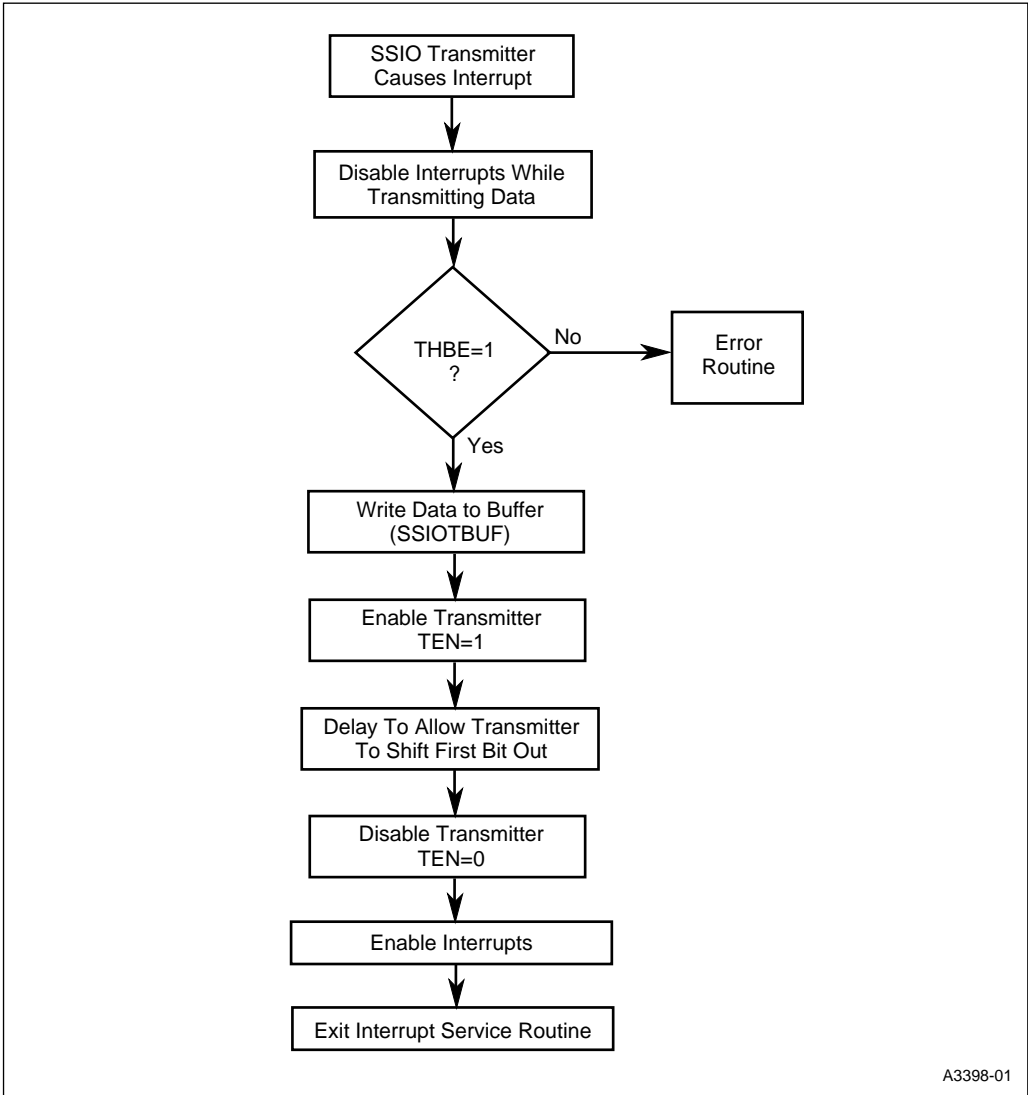 SSIO Transmitter
Causes Interrupt
Disable Interrupts While
Transmitting Data
THBE=1
?
No
Error
Routine
Yes
Write Data to Buffer
(SSIOTBUF)
Enable Transmitter
TEN=1
Delay To Allow Transmitter
To Shift First Bit Out
Disable Transmitter
TEN=0
Enable Interrupts
Exit Interrupt Service Routine
A3398-01